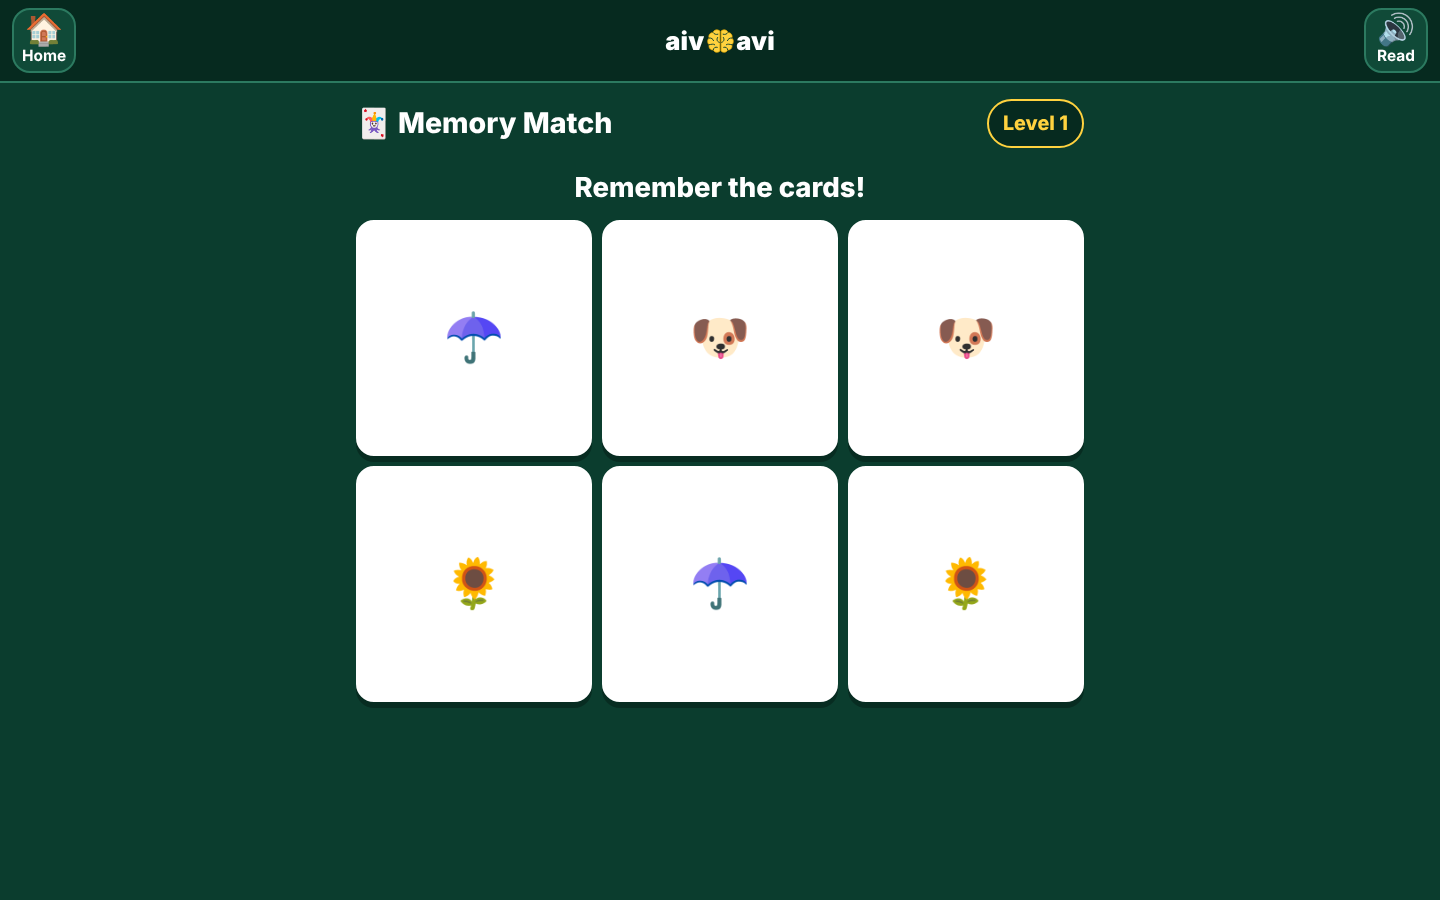 Home
aiv avi
Read
Memory Match
Level 1
Remember the cards!